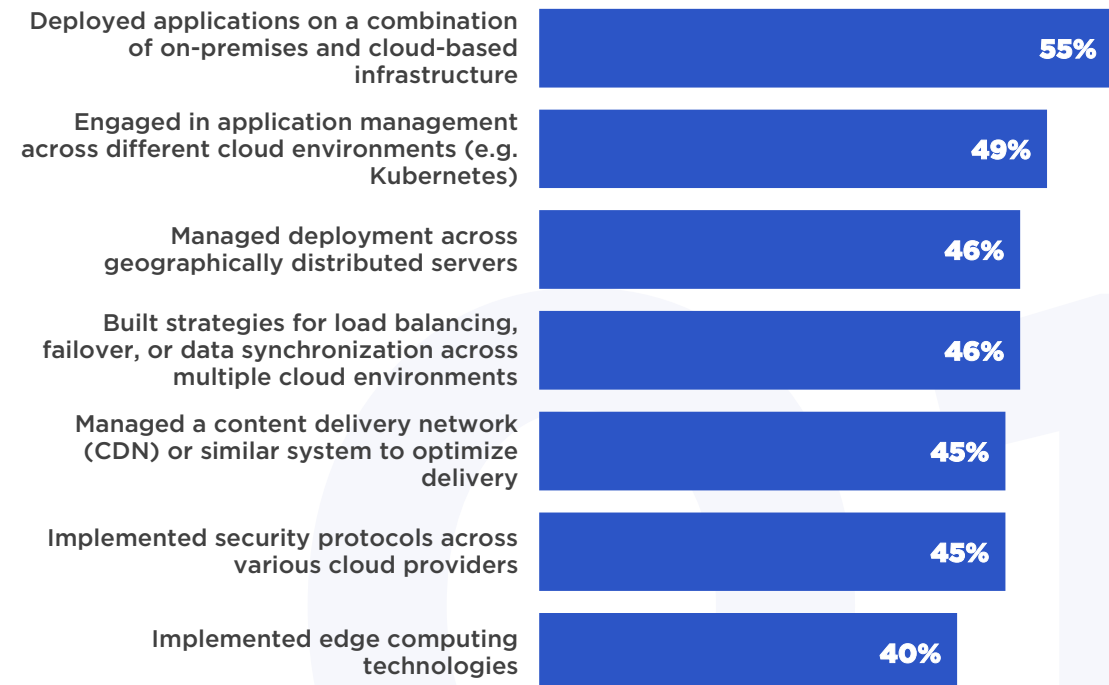 Deployed applications on a combination
of on-premises and cloud-based
infrastructure
55%
Engaged in application management
across different cloud environments (e.g.
Kubernetes)
49%
Managed deployment across
geographically distributed servers
46%
Built strategies for load balancing,
failover, or data synchronization across
multiple cloud environments
46%
Managed a content delivery network
(CDN) or similar system to optimize
delivery
45%
Implemented security protocols across
various cloud providers
45%
Implemented edge computing
technologies
40%